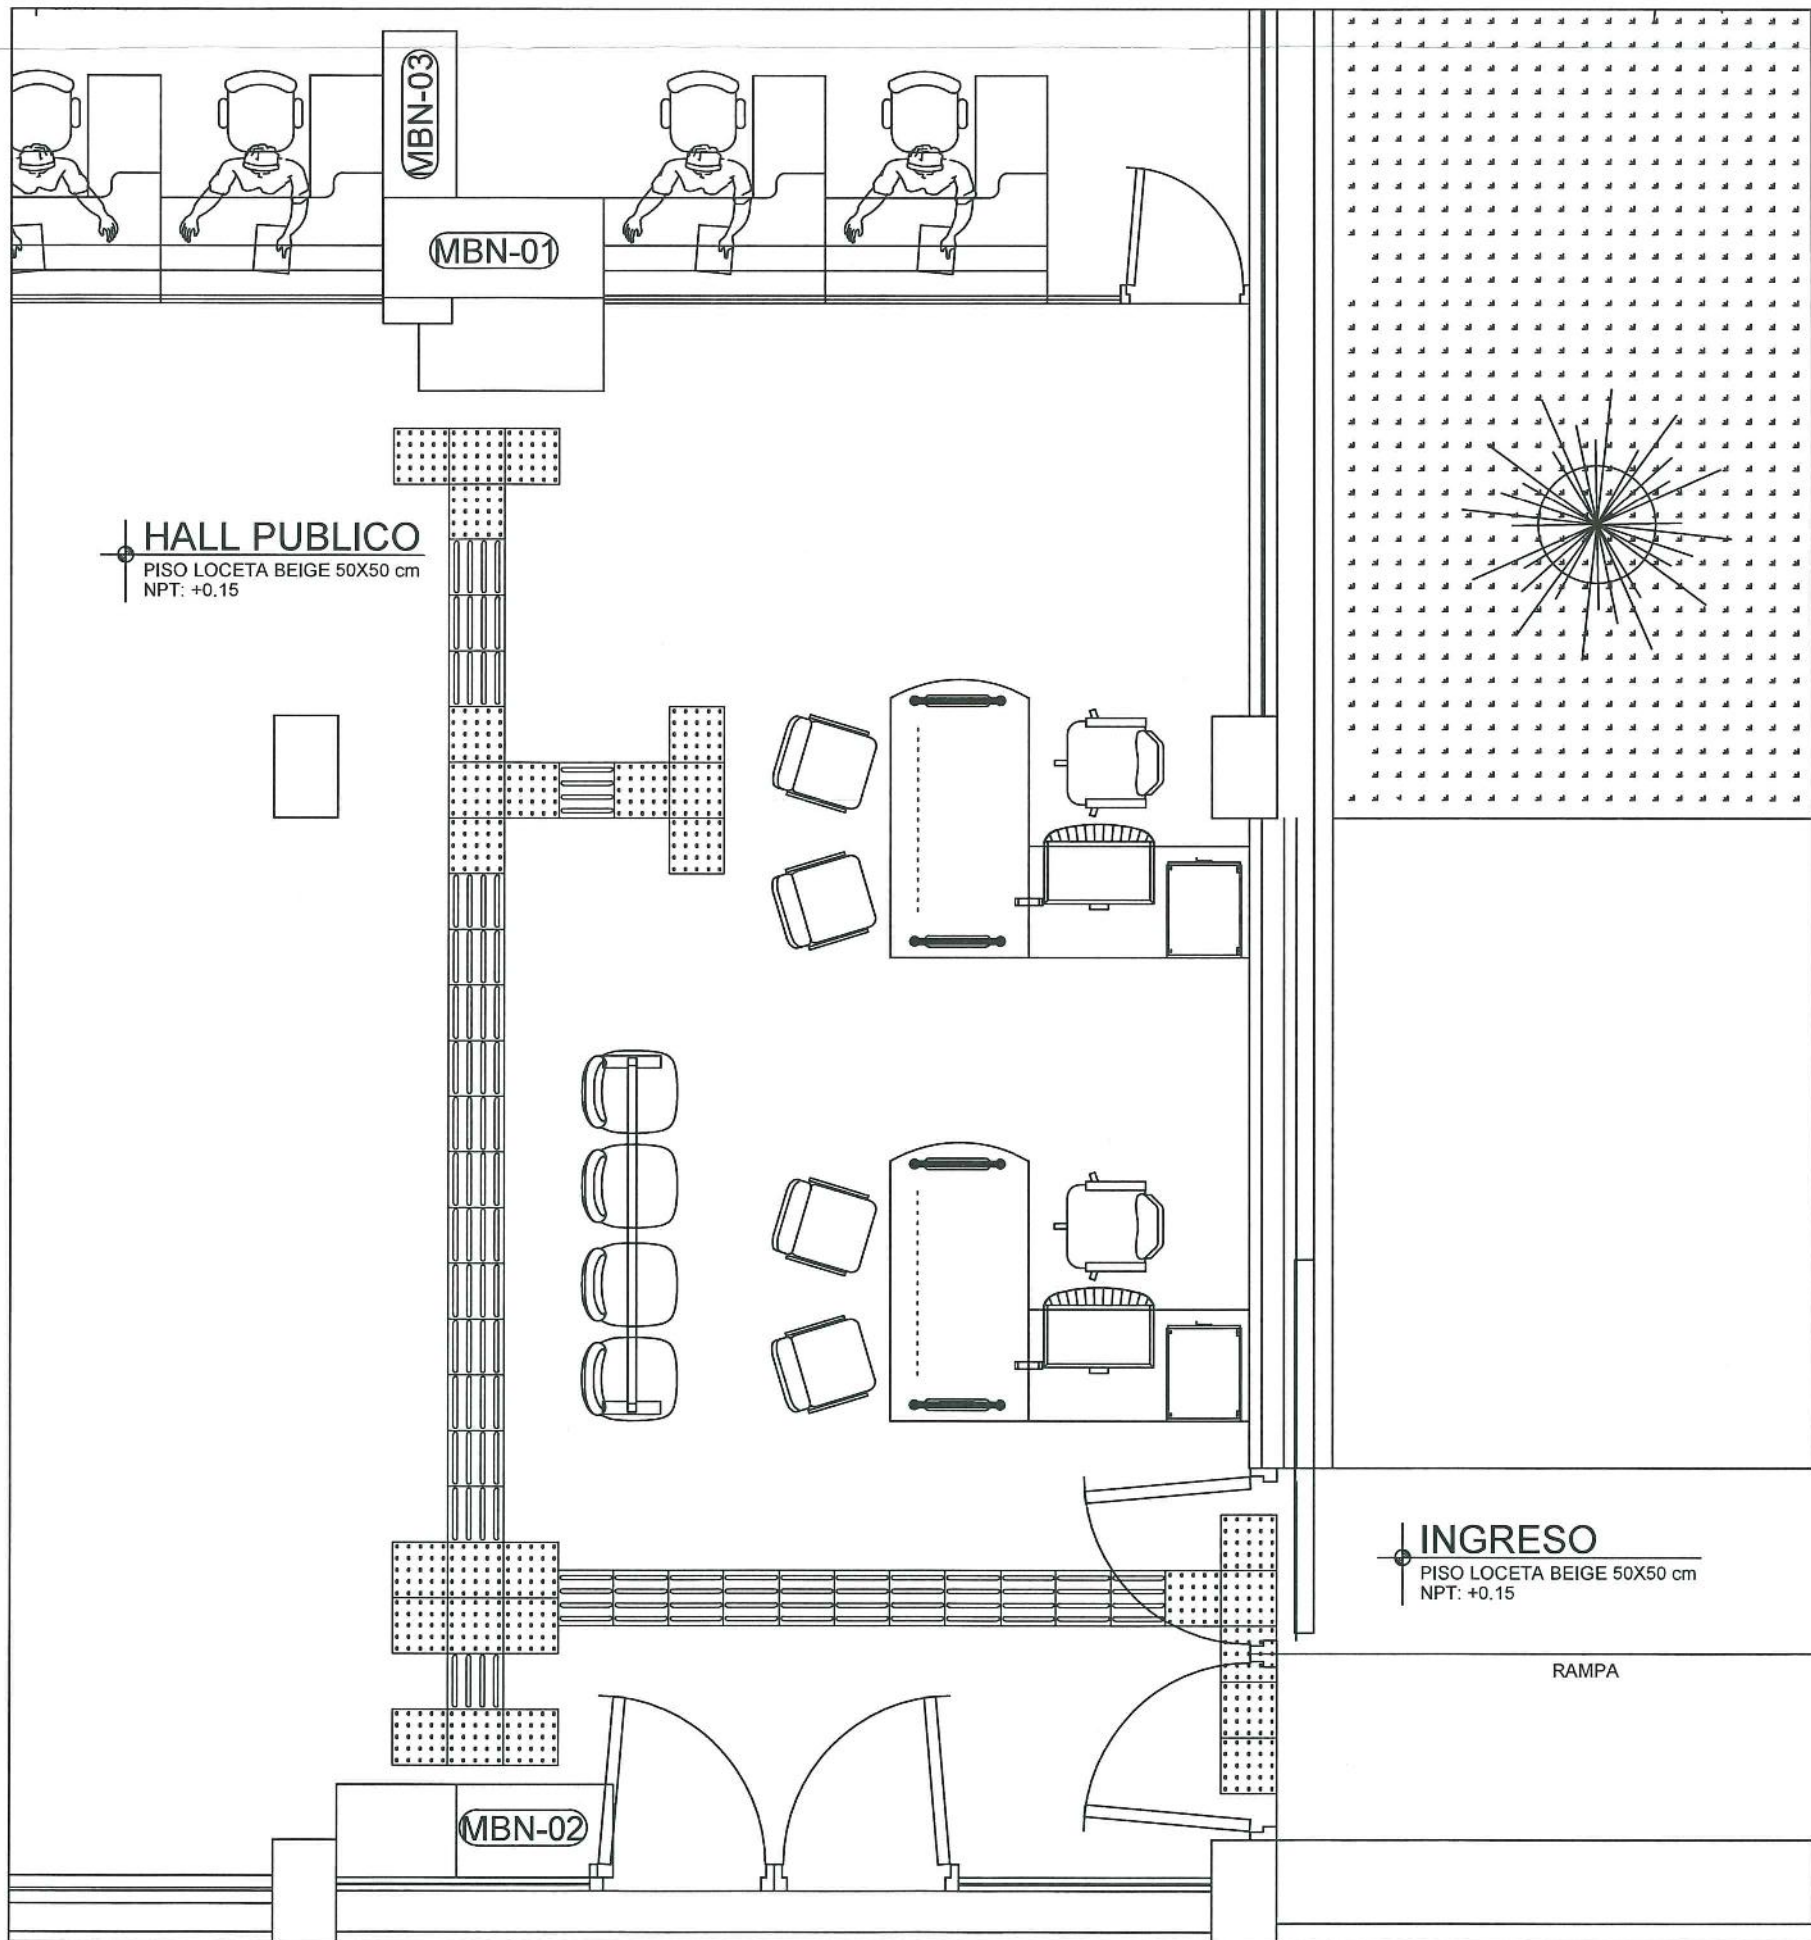 MBN-03
MBN-01
HALL PUBLICO
PISO LOCETA BEIGE 50X50 cm
NPT: +0.15
INGRESO
PISO LOCETA BEIGE 50X50 cm
NPT: +0.15
RAMPA
MBN-02